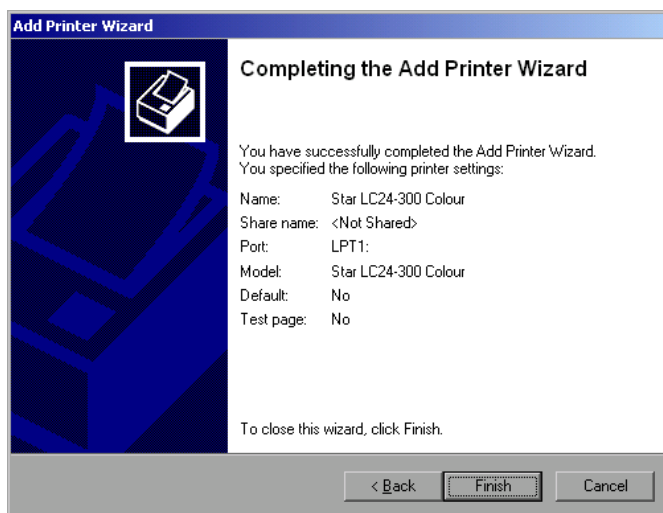 Add Printer Wizard
Completing the Add Printer Wizard
You have successfully completed the Add Printer Wizard.
You specified the following printer settings:
Name: Star LC24-300 Colour
Share name: <Not Shared>
Port: LPT1:
Model: Star LC24-300 Colour
Default: No
Test page: No
To close this wizard, click Finish.
< Back Finish Cancel